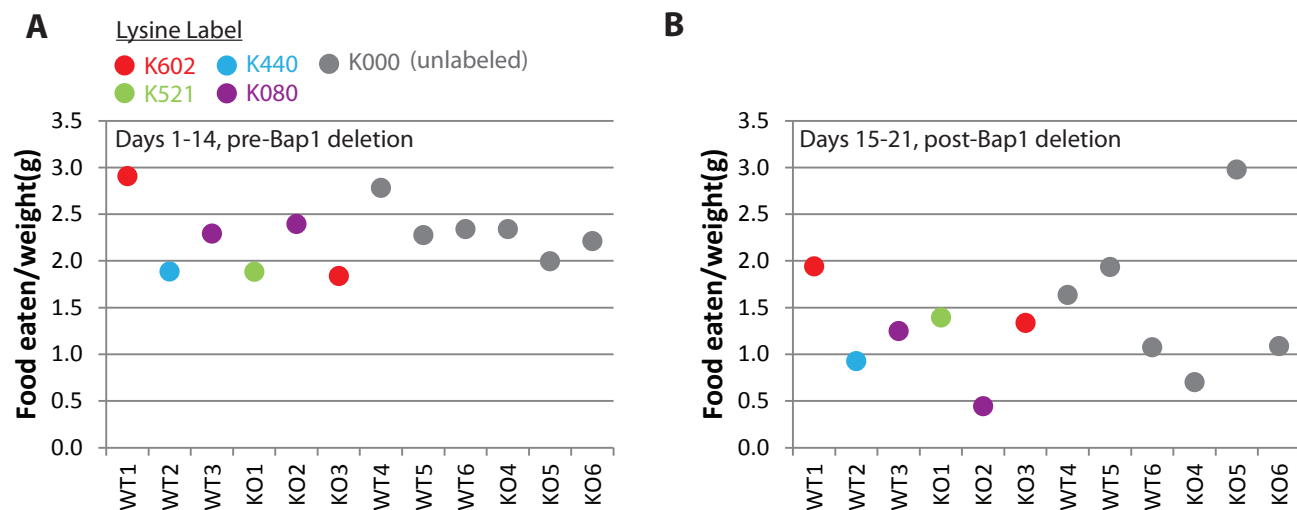 A
Lysine Label
K602 K440 K000 (unlabeled)
K521 K080
Food eaten/weight(g)
3.5
3.0
2.5
2.0
1.5
1.0
0.5
0.0
Days 1-14, pre-Bap1 deletion
WT1 WT2 WT3 KO1 KO2 KO3 WT4 WT5 WT6 KO4 KO5 KO6
B
Food eaten/weight(g)
3.5
3.0
2.5
2.0
1.5
1.0
0.5
0.0
Days 15-21, post-Bap1 deletion
WT1 WT2 WT3 KO1 KO2 KO3 WT4 WT5 WT6 KO4 KO5 KO6